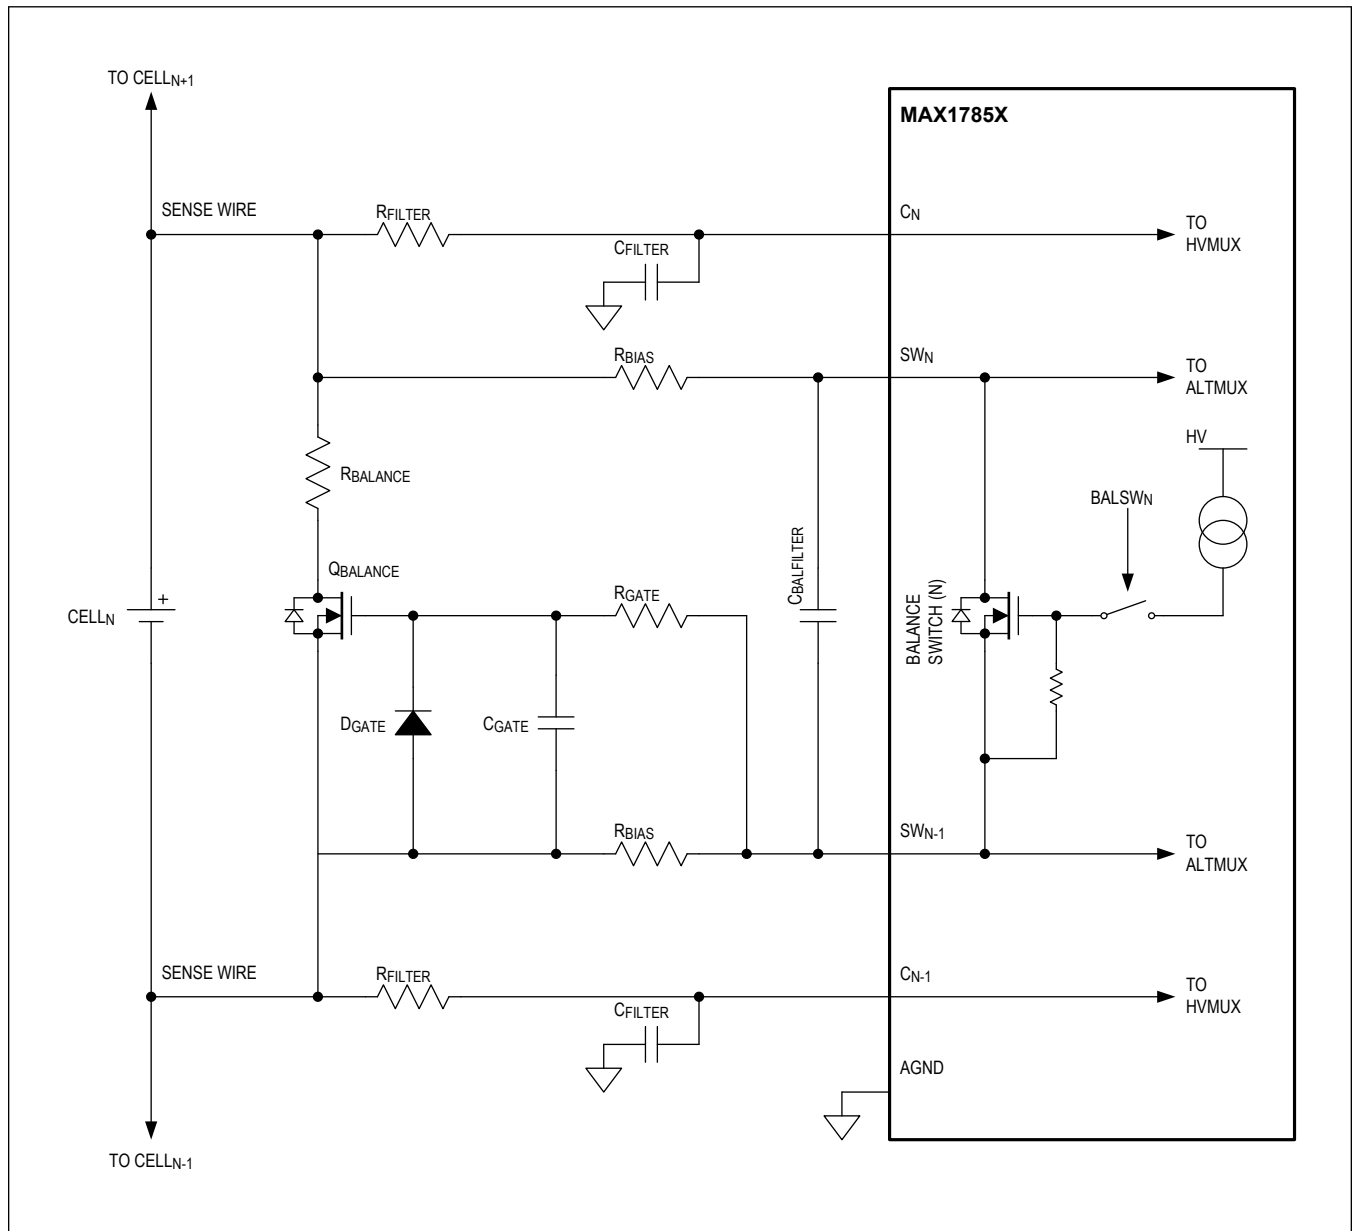 TO CELLN+1
MAX1785X
SENSE WIRE
RFILTER
CN
TO
HVMUX
CFILTER
RBIAS
SWN
TO
ALTMUX
HV
RBALANCE
BALSWN
QBALANCE
CBALFILTER
RGATE
BALANCE
SWITCH (N)
+
CELLN
DGATE
CGATE
RBIAS
SWN-1
TO
ALTMUX
SENSE WIRE
RFILTER
CN-1
TO
HVMUX
CFILTER
AGND
TO CELLN-1